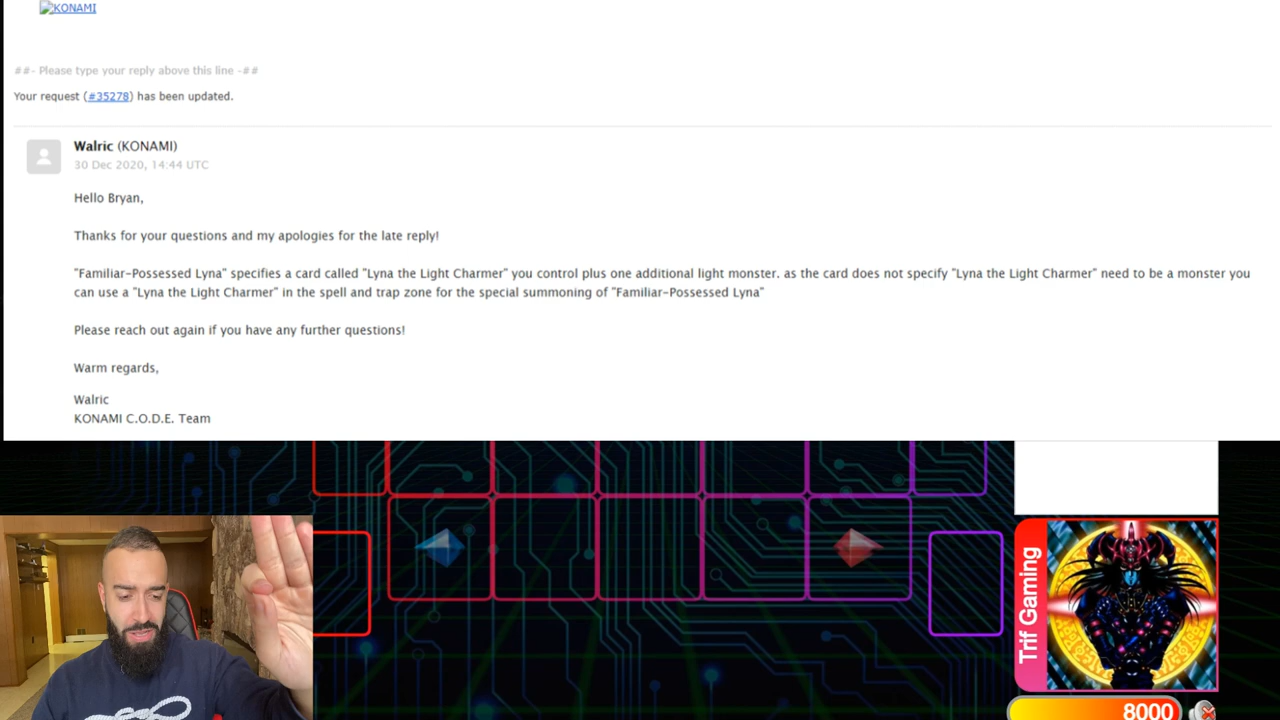 KONAMI
##- Please type your reply above this line -##
Your request (#35278) has been updated.
Walric (KONAMI)
30 Dec 2020, 14:44 UTC
Hello Bryan,
Thanks for your questions and my apologies for the late reply!
"Familiar-Possessed Lyna" specifies a card called "Lyna the Light Charmer" you control plus one additional light monster. as the card does not specify "Lyna the Light Charmer" need to be a monster you
can use a "Lyna the Light Charmer" in the spell and trap zone for the special summoning of "Familiar-Possessed Lyna"
Please reach out again if you have any further questions!
Warm regards,
Walric
KONAMI C.O.D.E. Team
Trif Gaming
8000